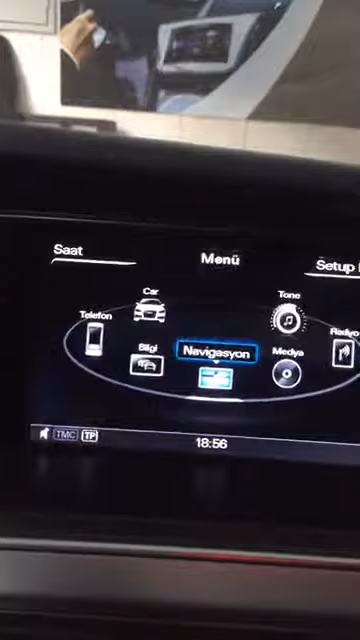 Saat
Menü
Setup
Car
Tone
Telefon
Radyo
Bilgi
Navigasyon
Medya
TMC
TP
18:56